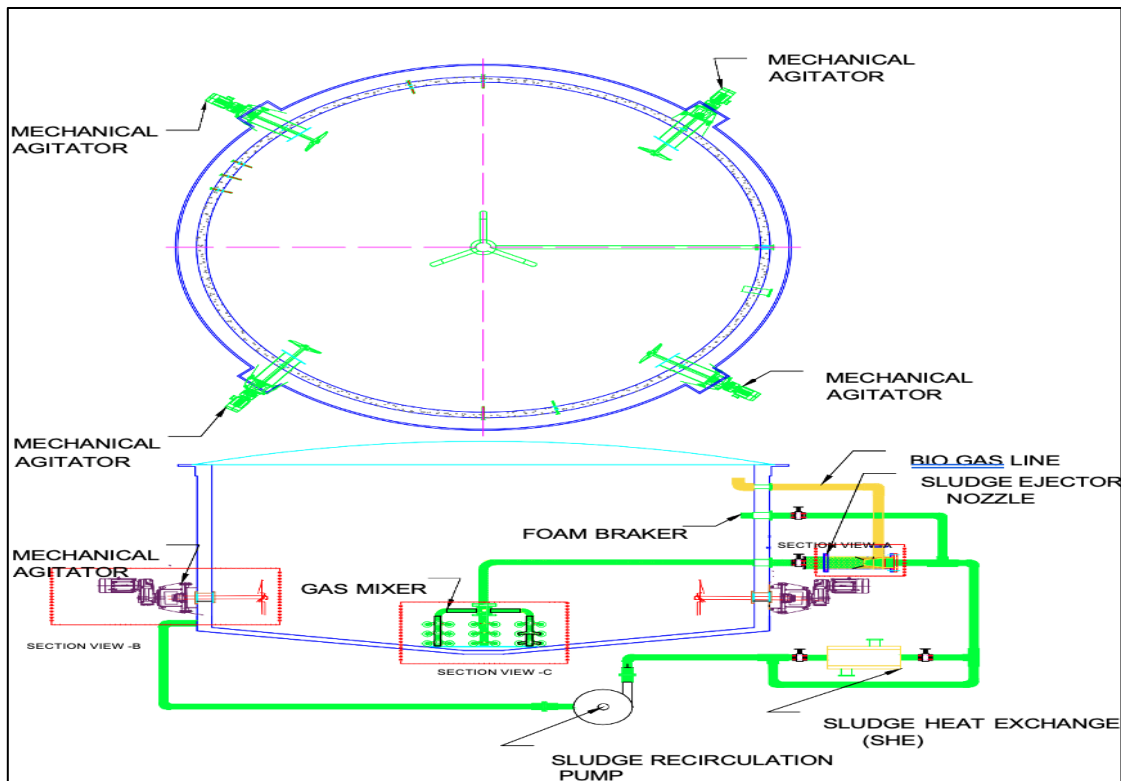 MECHANICAL
AGITATOR
MECHANICAL
AGITATOR
MECHANICAL
AGITATOR
MECHANICAL
AGITATOR
BIO GAS LINE
SLUDGE EJECTOR
NOZZLE
FOAM BRAKER
SECTION VIEW -A
MECHANICAL
AGITATOR
GAS MIXER
SECTION VIEW -B
SECTION VIEW -C
SLUDGE HEAT EXCHANGE
(SHE)
SLUDGE RECIRCULATION
PUMP